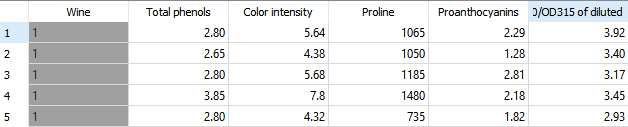 Wine Total phenols Color intensity Proline Proanthocyanins 0/OD315 of diluted
1 1 2.80 5.64 1065 2.29 3.92
2 1 2.65 4.38 1050 1.28 3.40
3 1 2.80 5.68 1185 2.81 3.17
4 1 3.85 7.8 1480 2.18 3.45
5 1 2.80 4.32 735 1.82 2.93